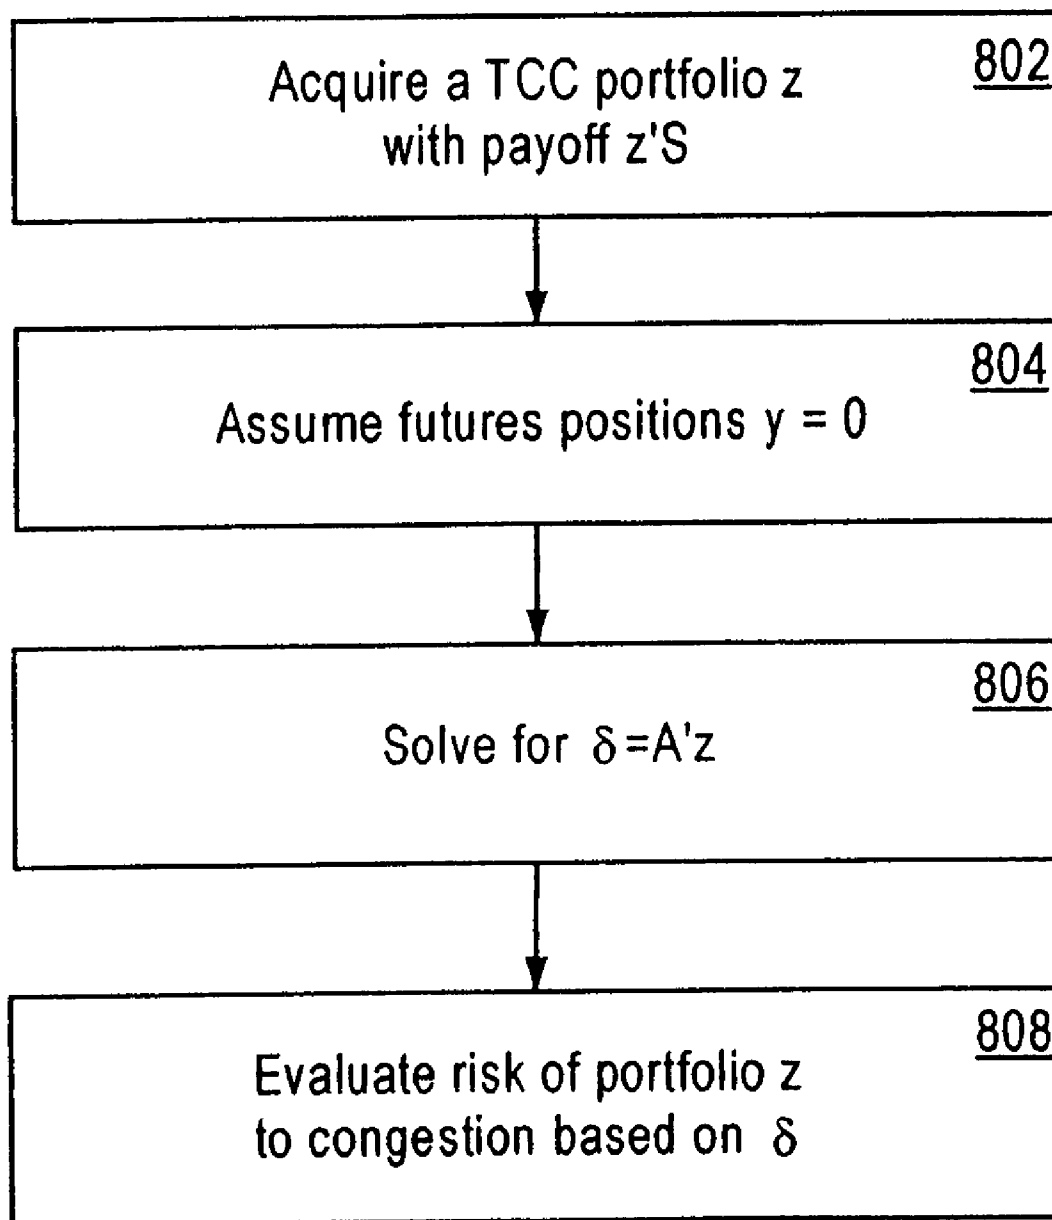 802
Acquire a TCC portfolio z
with payoff z'S
804
Assume futures positions y = 0
806
Solve for δ=A'z
808
Evaluate risk of portfolio z
to congestion based on δ